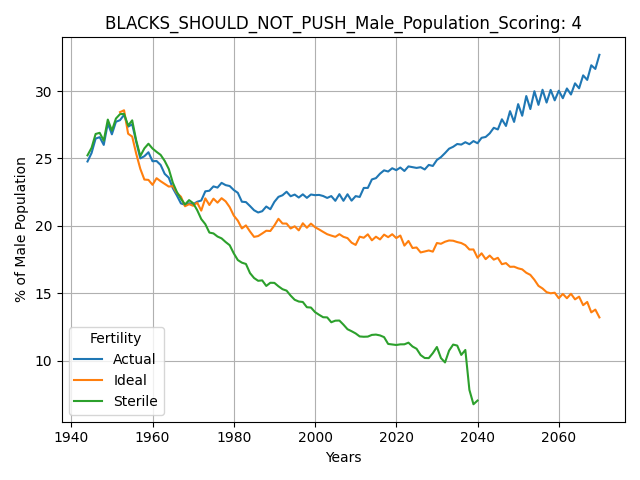 BLACKS_SHOULD_NOT_PUSH_Male_Population_Scoring: 4
% of Male Population
30
25
20
15
10
Fertility
Actual
Ideal
Sterile
1940 1960 1980 2000 2020 2040 2060
Years